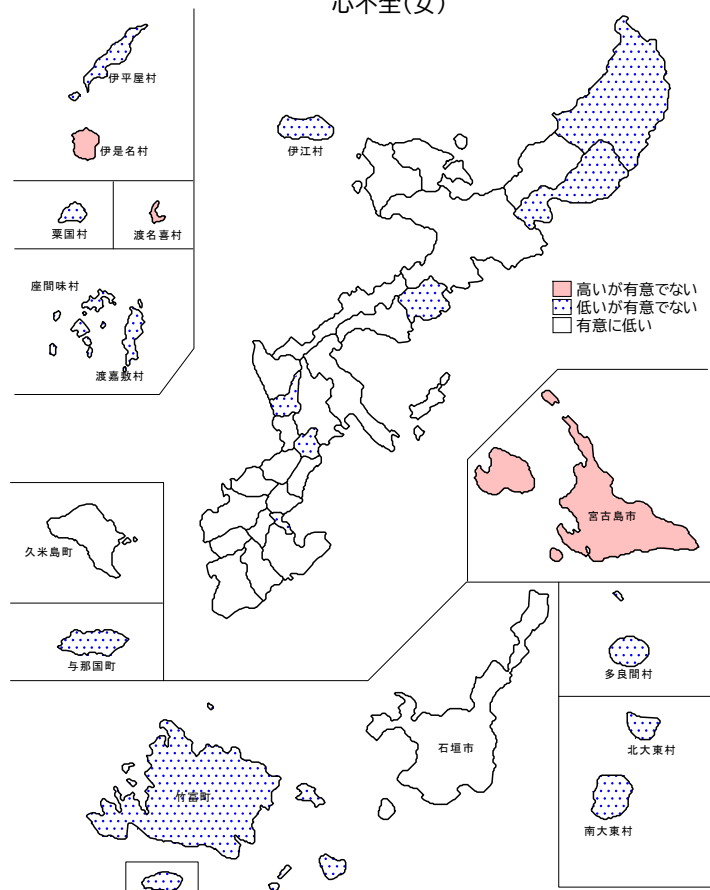 心不全(女)
伊平屋村
伊是名村
伊江村
粟国村
渡名喜村
座間味村
渡嘉敷村
高いが有意でない
低いが有意でない
有意に低い
宮古島市
久米島町
与那国町
多良間村
石垣市
北大東村
竹富町
南大東村